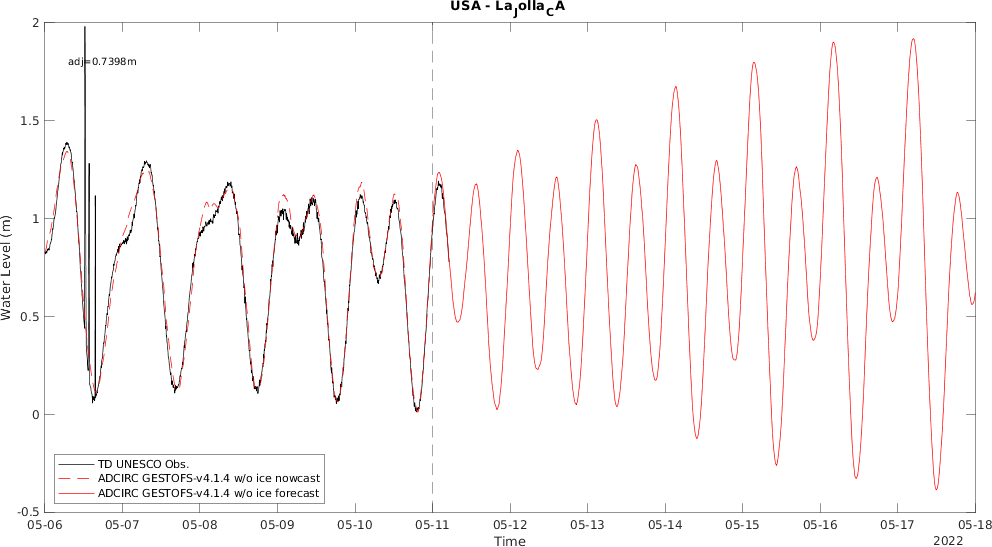 USA - LaJollaCA
adj=0.7398m
2
1.5
1
0.5
0
-0.5
Water Level (m)
TD UNESCO Obs.
ADCIRC GESTOFS-v4.1.4 w/o ice nowcast
ADCIRC GESTOFS-v4.1.4 w/o ice forecast
05-06 05-07 05-08 05-09 05-10 05-11 05-12 05-13 05-14 05-15 05-16 05-17 05-18
Time
2022